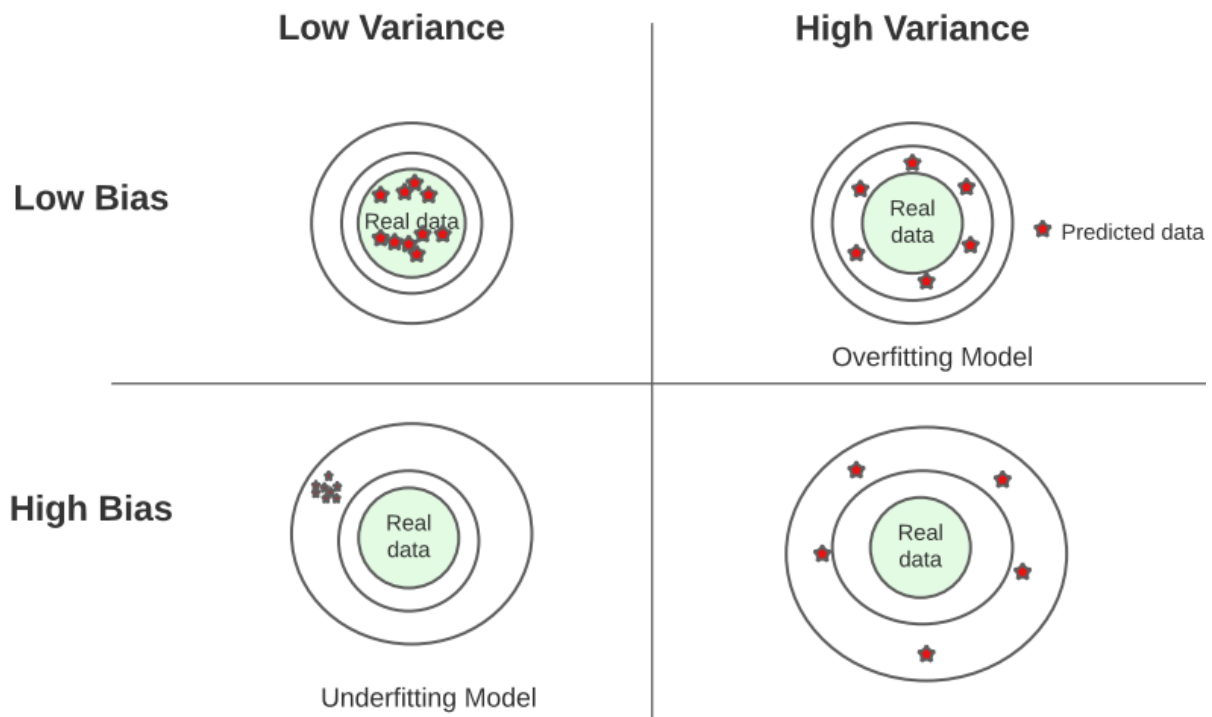 Low Variance
High Variance
Low Bias
Real data
Real
data
Predicted data
Overfitting Model
High Bias
Real
data
Real
data
Underfitting Model